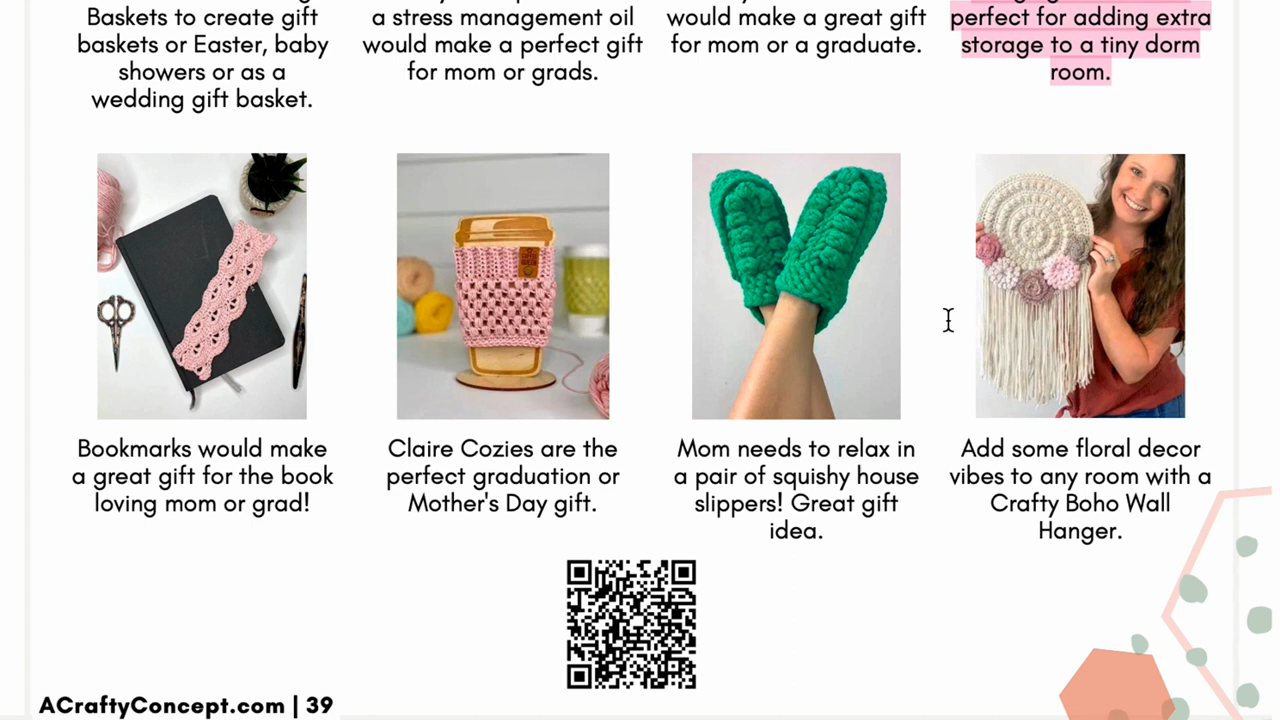 Baskets to create gift
baskets or Easter, baby
showers or as a
wedding gift basket.
a stress management oil
would make a perfect gift
for mom or grads.
would make a great gift
for mom or a graduate.
perfect for adding extra
storage to a tiny dorm
room.
Bookmarks would make
a great gift for the book
loving mom or grad!
Claire Cozies are the
perfect graduation or
Mother's Day gift.
Mom needs to relax in
a pair of squishy house
slippers! Great gift
idea.
Add some floral decor
vibes to any room with a
Crafty Boho Wall
Hanger.
ACraftyConcept.com | 39